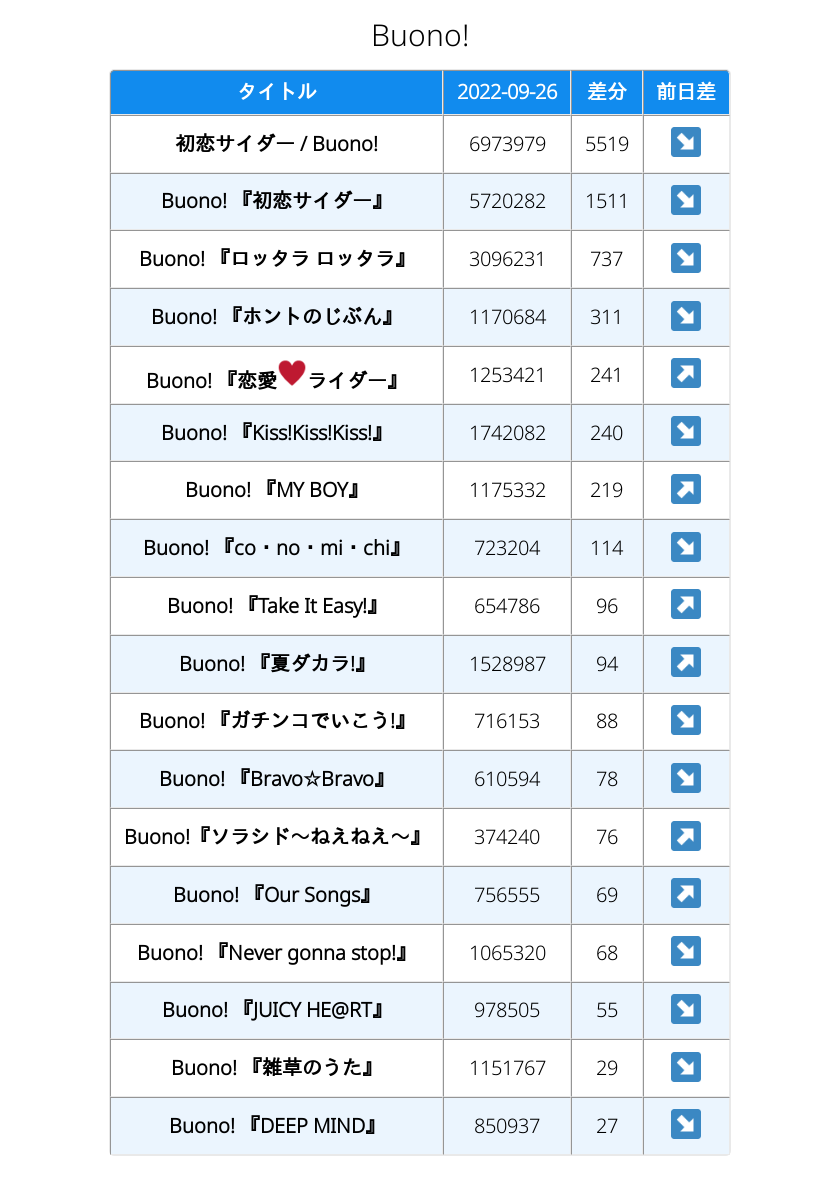 Buono!
タイトル 2022-09-26 差分 前日差
初恋サイダー / Buono! 6973979 5519 ↘
Buono! 『初恋サイダー』 5720282 1511 ↘
Buono! 『ロッタラ ロッタラ』 3096231 737 ↘
Buono! 『ホントのじぶん』 1170684 311 ↘
Buono! 『恋愛♥ライダー』 1253421 241 ↗
Buono! 『Kiss!Kiss!Kiss!』 1742082 240 ↘
Buono! 『MY BOY』 1175332 219 ↗
Buono! 『co・no・mi・chi』 723204 114 ↘
Buono! 『Take It Easy!』 654786 96 ↗
Buono! 『夏ダカラ!』 1528987 94 ↗
Buono! 『ガチンコでいこう!』 716153 88 ↘
Buono! 『Bravo☆Bravo』 610594 78 ↘
Buono!『ソラシド～ねえねえ～』 374240 76 ↗
Buono! 『Our Songs』 756555 69 ↗
Buono! 『Never gonna stop!』 1065320 68 ↘
Buono! 『JUICY HE@RT』 978505 55 ↘
Buono! 『雑草のうた』 1151767 29 ↘
Buono! 『DEEP MIND』 850937 27 ↘